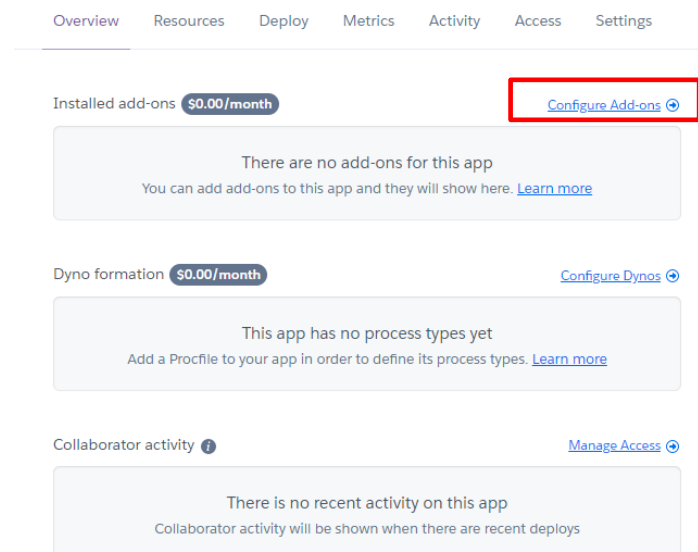 Overview Resources Deploy Metrics Activity Access Settings
Installed add-ons $0.00/month Configure Add-ons
There are no add-ons for this app
You can add add-ons to this app and they will show here. Learn more
Dyno formation $0.00/month Configure Dynos
This app has no process types yet
Add a Procfile to your app in order to define its process types. Learn more
Collaborator activity Manage Access
There is no recent activity on this app
Collaborator activity will be shown when there are recent deploys